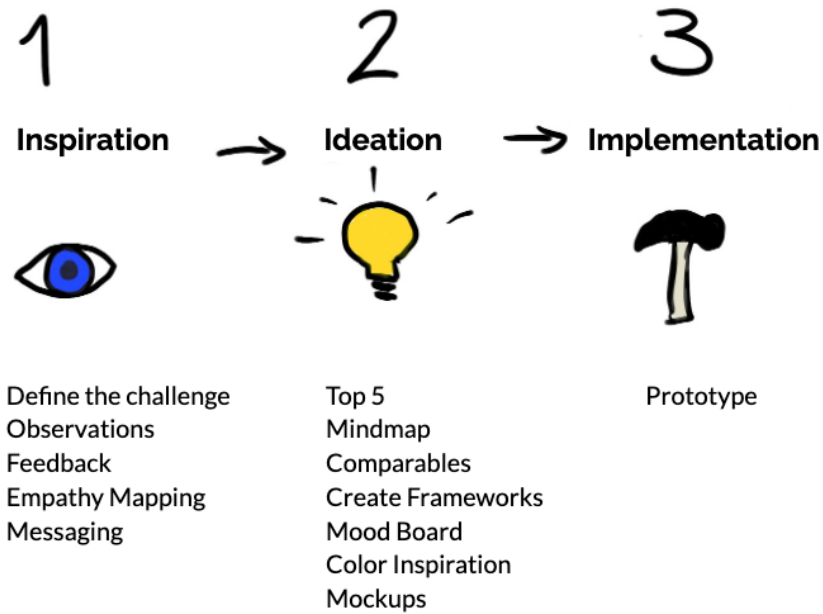 1
2
3
Inspiration
Ideation
Implementation
Define the challenge
Observations
Feedback
Empathy Mapping
Messaging
Top 5
Mindmap
Comparables
Create Frameworks
Mood Board
Color Inspiration
Mockups
Prototype